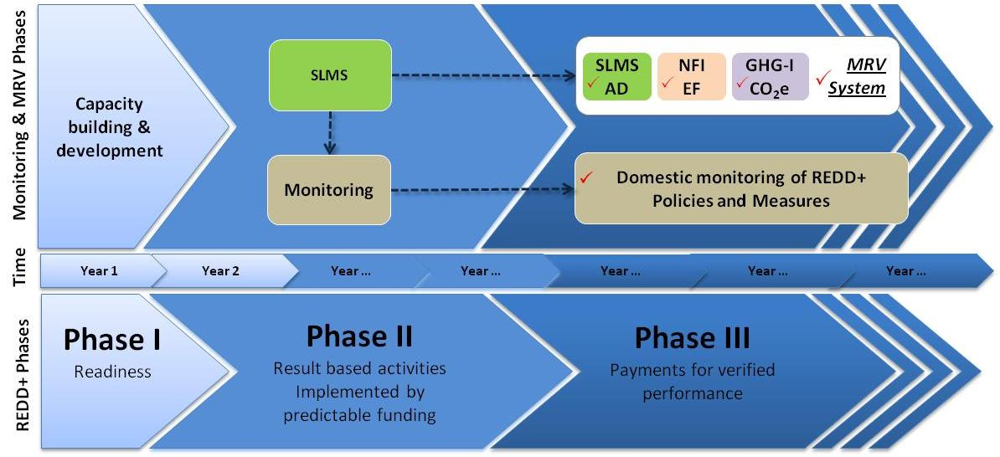 Monitoring & MRV Phases
Capacity
building &
development
SLMS
Monitoring
SLMS
AD
NFI
EF
GHG-I
CO₂e
MRV
System
Domestic monitoring of REDD+
Policies and Measures
Time
Year 1
Year 2
Year ...
Year ...
Year ...
Year ...
Year ...
REDD+ Phases
Phase I
Readiness
Phase II
Result based activities
Implemented by
predictable funding
Phase III
Payments for verified
performance